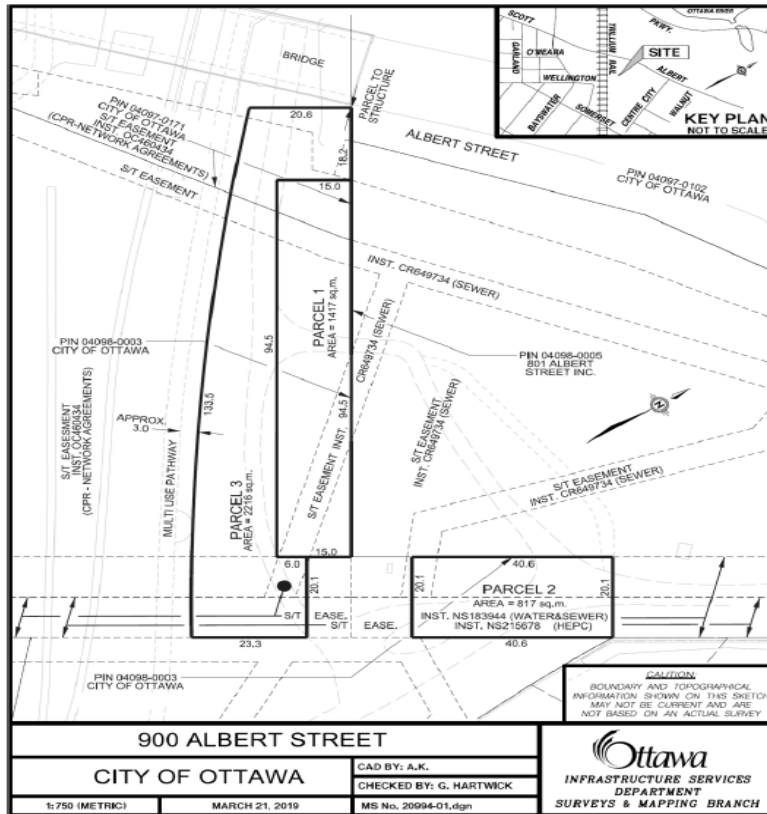 BRIDGE
PARCEL TO
STRUCTURE
PIN 04097-0171
CITY OF OTTAWA
S/T EASEMENT
INST. OC460434
(CPR-NETWORK AGREEMENTS)
S/T EASEMENT
20.6
18.2
15.0
ALBERT STREET
PIN 04097-0102
CITY OF OTTAWA
SCOTT
OTTAWA RIVER
PKWY.
GARLAND
O'MEARA
TRILLIUM RAIL
SITE
WELLINGTON
ALBERT
BAYSWATER
SOMERSET
CENTRE CITY
WALNUT
KEY PLAN
NOT TO SCALE
INST. CR649734 (SEWER)
PARCEL 1
AREA = 1417 sq.m.
94.5
94.5
S/T EASEMENT INST.
CR649734 (SEWER)
PIN 04098-0003
CITY OF OTTAWA
PIN 04098-0005
801 ALBERT
STREET INC.
133.5
APPROX.
3.0
S/T EASESMENT
INST. OC460434
(CPR - NETWORK AGREEMENTS)
MULTI USE PATHWAY
PARCEL 3
AREA = 2216 sq.m.
S/T EASEMENT
INST. CR649734 (SEWER)
N
S/T EASEMENT
INST. CR649734 (SEWER)
6.0
15.0
20.1
S/T EASE.
S/T EASE.
23.3
40.6
20.1
20.1
PARCEL 2
AREA = 817 sq.m.
INST. NS183944 (WATER&SEWER)
INST. NS215678 (HEPC)
40.6
PIN 04098-0003
CITY OF OTTAWA
CAUTION:
BOUNDARY AND TOPOGRAPHICAL
INFORMATION SHOWN ON THIS SKETCH
MAY NOT BE CURRENT AND ARE
NOT BASED ON AN ACTUAL SURVEY
900 ALBERT STREET
CITY OF OTTAWA
CAD BY: A.K.
CHECKED BY: G. HARTWICK
1:750 (METRIC)
MARCH 21, 2019
MS No. 20994-01.dgn
Ottawa
INFRASTRUCTURE SERVICES
DEPARTMENT
SURVEYS & MAPPING BRANCH